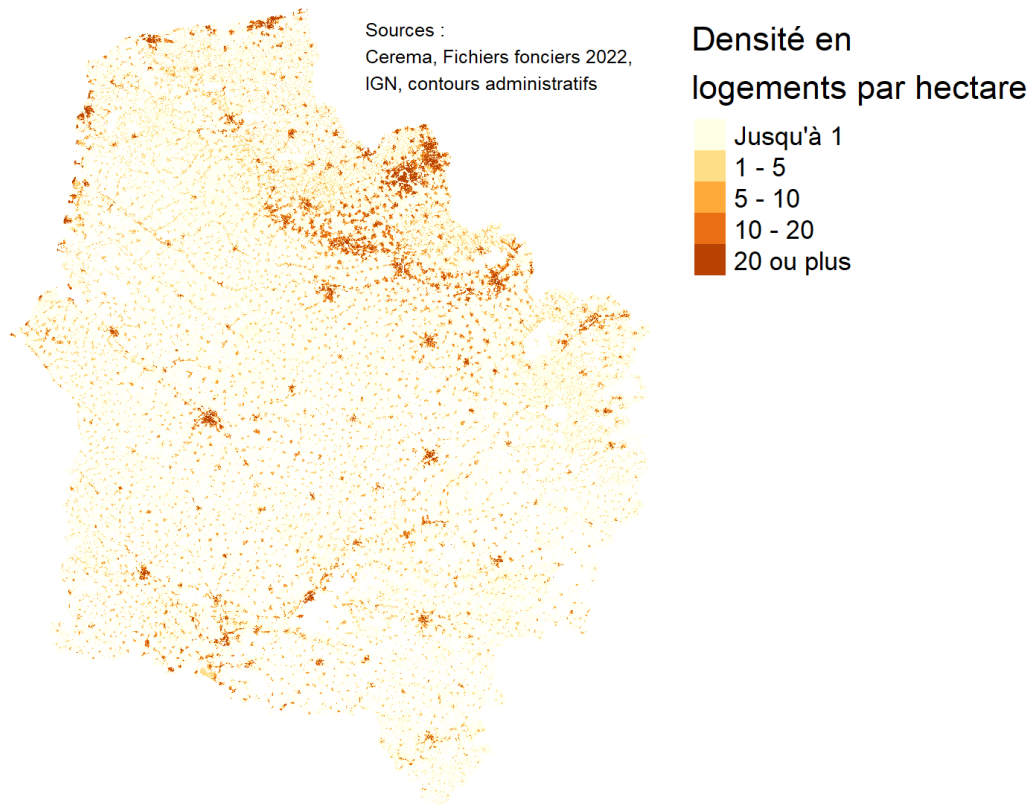 Sources :
Cerema, Fichiers fonciers 2022,
IGN, contours administratifs
Densité en
logements par hectare
Jusqu'à 1
1 - 5
5 - 10
10 - 20
20 ou plus